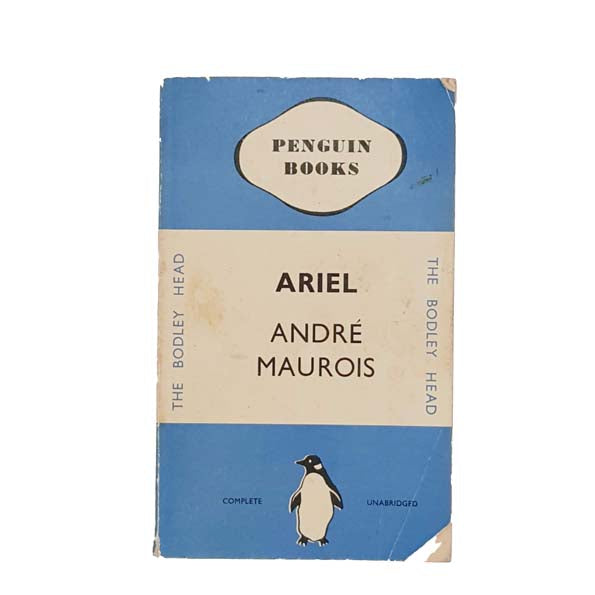 PENGUIN
BOOKS
THE BODLEY HEAD
ARIEL
ANDRÉ
MAUROIS
THE BODLEY HEAD
COMPLETE
UNABRIDGED